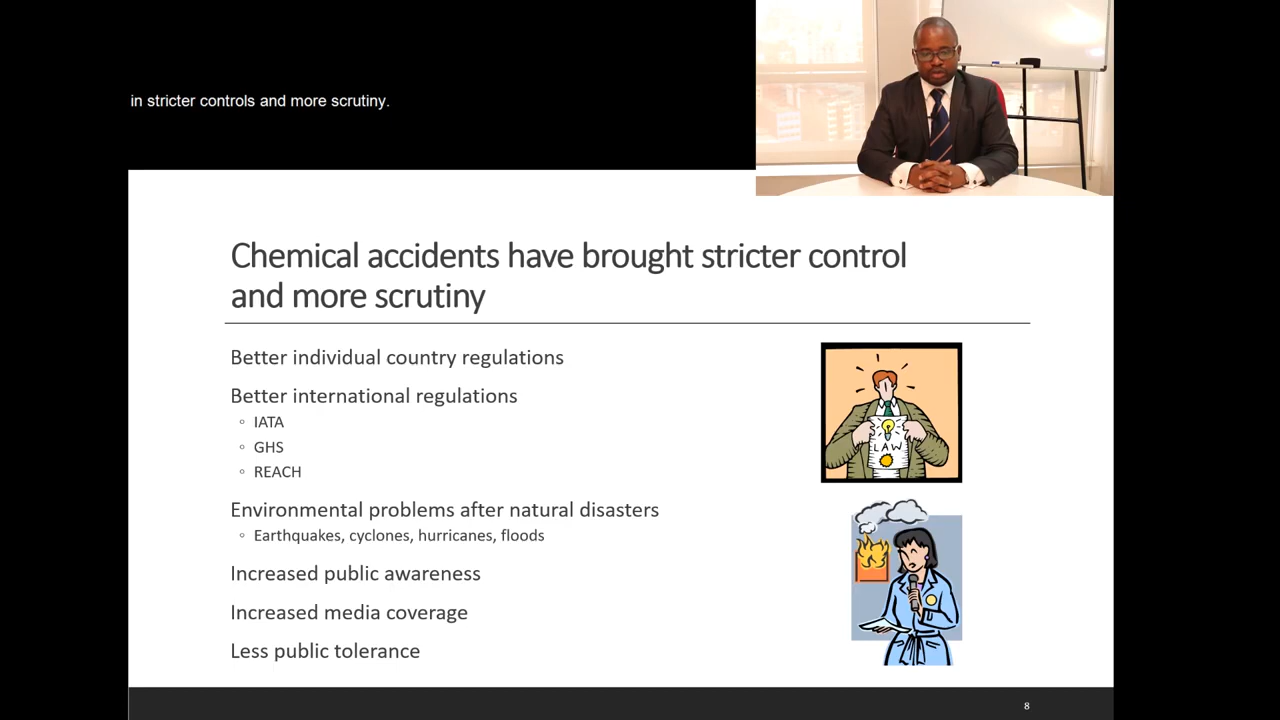 in stricter controls and more scrutiny.
Chemical accidents have brought stricter control
and more scrutiny
Better individual country regulations
Better international regulations
◦ IATA
◦ GHS
◦ REACH
Environmental problems after natural disasters
◦ Earthquakes, cyclones, hurricanes, floods
Increased public awareness
Increased media coverage
Less public tolerance
LAW
8